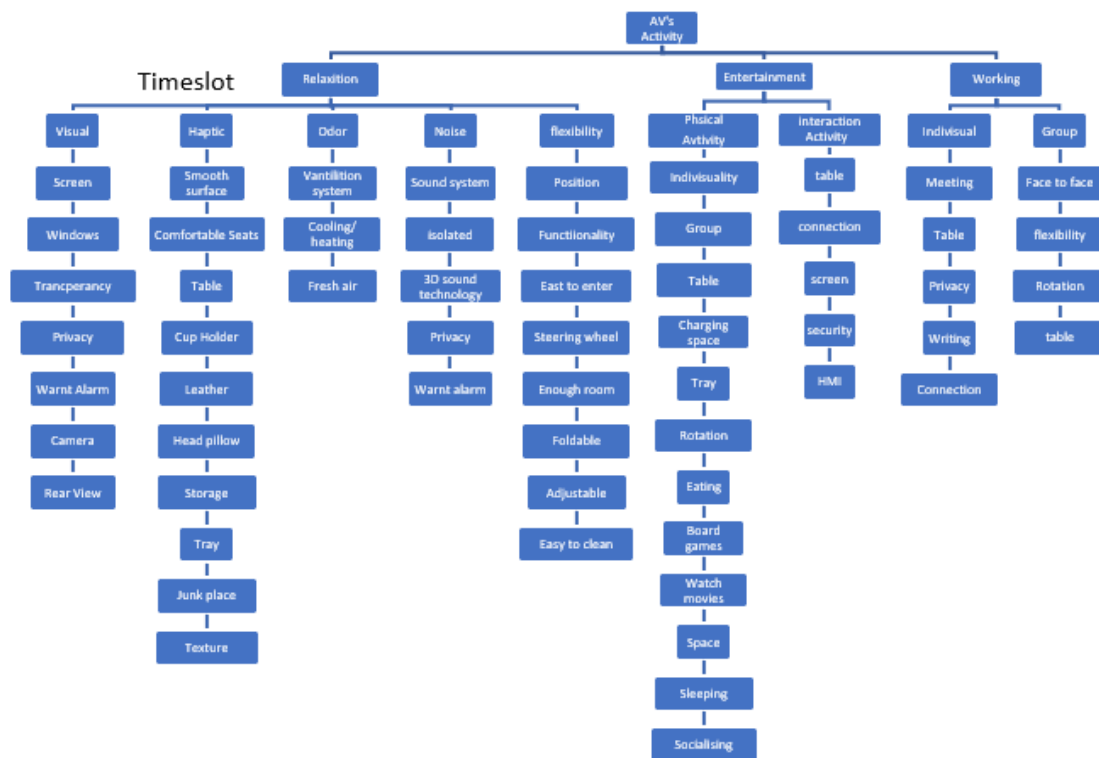 AV's
Activity
Timeslot
Relaxition
Entertainment
Working
Visual
Haptic
Odor
Noise
flexibility
Phsical
Avtivity
interaction
Activity
Indivisual
Group
Screen
Smooth
surface
Vantilition
system
Sound system
Position
Indivisuality
table
Meeting
Face to face
Windows
Comfortable Seats
Cooling/
heating
isolated
Functiionality
Group
connection
Table
flexibility
Trancperancy
Table
Fresh air
3D sound
technology
East to enter
Table
screen
Privacy
Rotation
Privacy
Cup Holder
Privacy
Steering wheel
Charging
space
security
Writing
table
Warnt Alarm
Leather
Warnt alarm
Enough room
Tray
HMI
Connection
Camera
Head pillow
Foldable
Rotation
Rear View
Storage
Adjustable
Eating
Tray
Easy to clean
Board
games
Junk place
Watch
movies
Texture
Space
Sleeping
Socialising